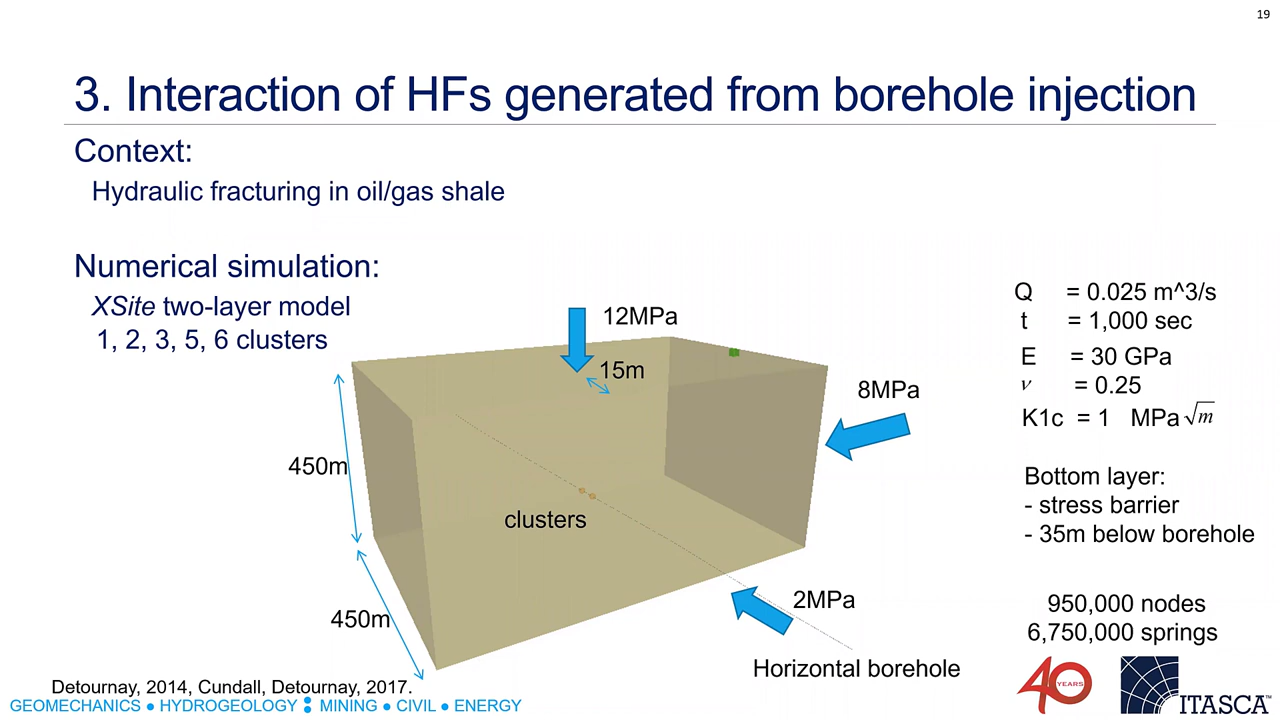 19
3. Interaction of HFs generated from borehole injection
Context:
Hydraulic fracturing in oil/gas shale
Numerical simulation:
XSite two-layer model
1, 2, 3, 5, 6 clusters
12MPa
15m
8MPa
450m
clusters
450m
2MPa
Horizontal borehole
Q = 0.025 m^3/s
t = 1,000 sec
E = 30 GPa
ν = 0.25
K1c = 1 MPa√m
Bottom layer:
- stress barrier
- 35m below borehole
950,000 nodes
6,750,000 springs
Detournay, 2014, Cundall, Detournay, 2017.
GEOMECHANICS ● HYDROGEOLOGY ● MINING ● CIVIL ● ENERGY
40 YEARS
ITASCA™